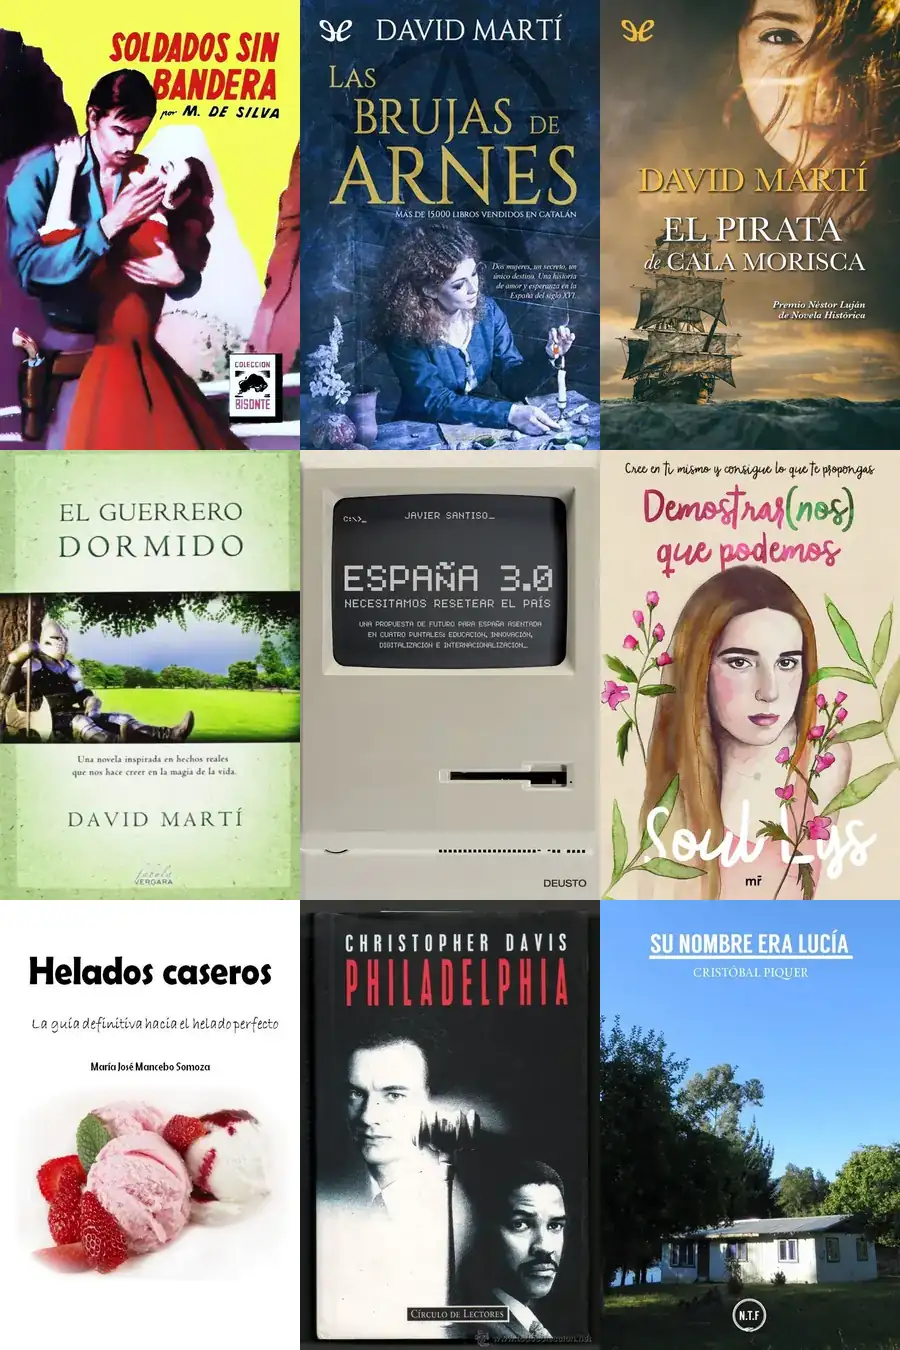 SOLDADOS SIN
BANDERA
por M. DE SILVA
COLECCION
BISONTE
DAVID MARTÍ
LAS
BRUJAS DE
ARNES
MÁS DE 15.000 LIBROS VENDIDOS EN CATALÁN
Dos mujeres, un secreto, un
único destino. Una historia
de amor y esperanza en la
España del siglo XVI.
DAVID MARTÍ
EL PIRATA
de CALA MORISCA
Premio Néstor Luján
de Novela Histórica
EL GUERRERO
DORMIDO
Una novela inspirada en hechos reales
que nos hace creer en la magia de la vida.
DAVID MARTÍ
fábula
VERGARA
C:\>_
JAVIER SANTISO_
ESPAÑA 3.0
NECESITAMOS RESETEAR EL PAÍS
UNA PROPUESTA DE FUTURO PARA ESPAÑA ASENTADA
EN CUATRO PUNTALES: EDUCACIÓN, INNOVACIÓN,
DIGITALIZACIÓN E INTERNACIONALIZACIÓN_
DEUSTO
Cree en ti mismo y consigue lo que te propongas
Demostrar(nos)
que podemos
Soul Lys
mr
Helados caseros
La guía definitiva hacia el helado perfecto
María José Mancebo Somoza
CHRISTOPHER DAVIS
PHILADELPHIA
CÍRCULO DE LECTORES
www.todocoleccion.net
SU NOMBRE ERA LUCÍA
CRISTÓBAL PIQUER
N.T.F